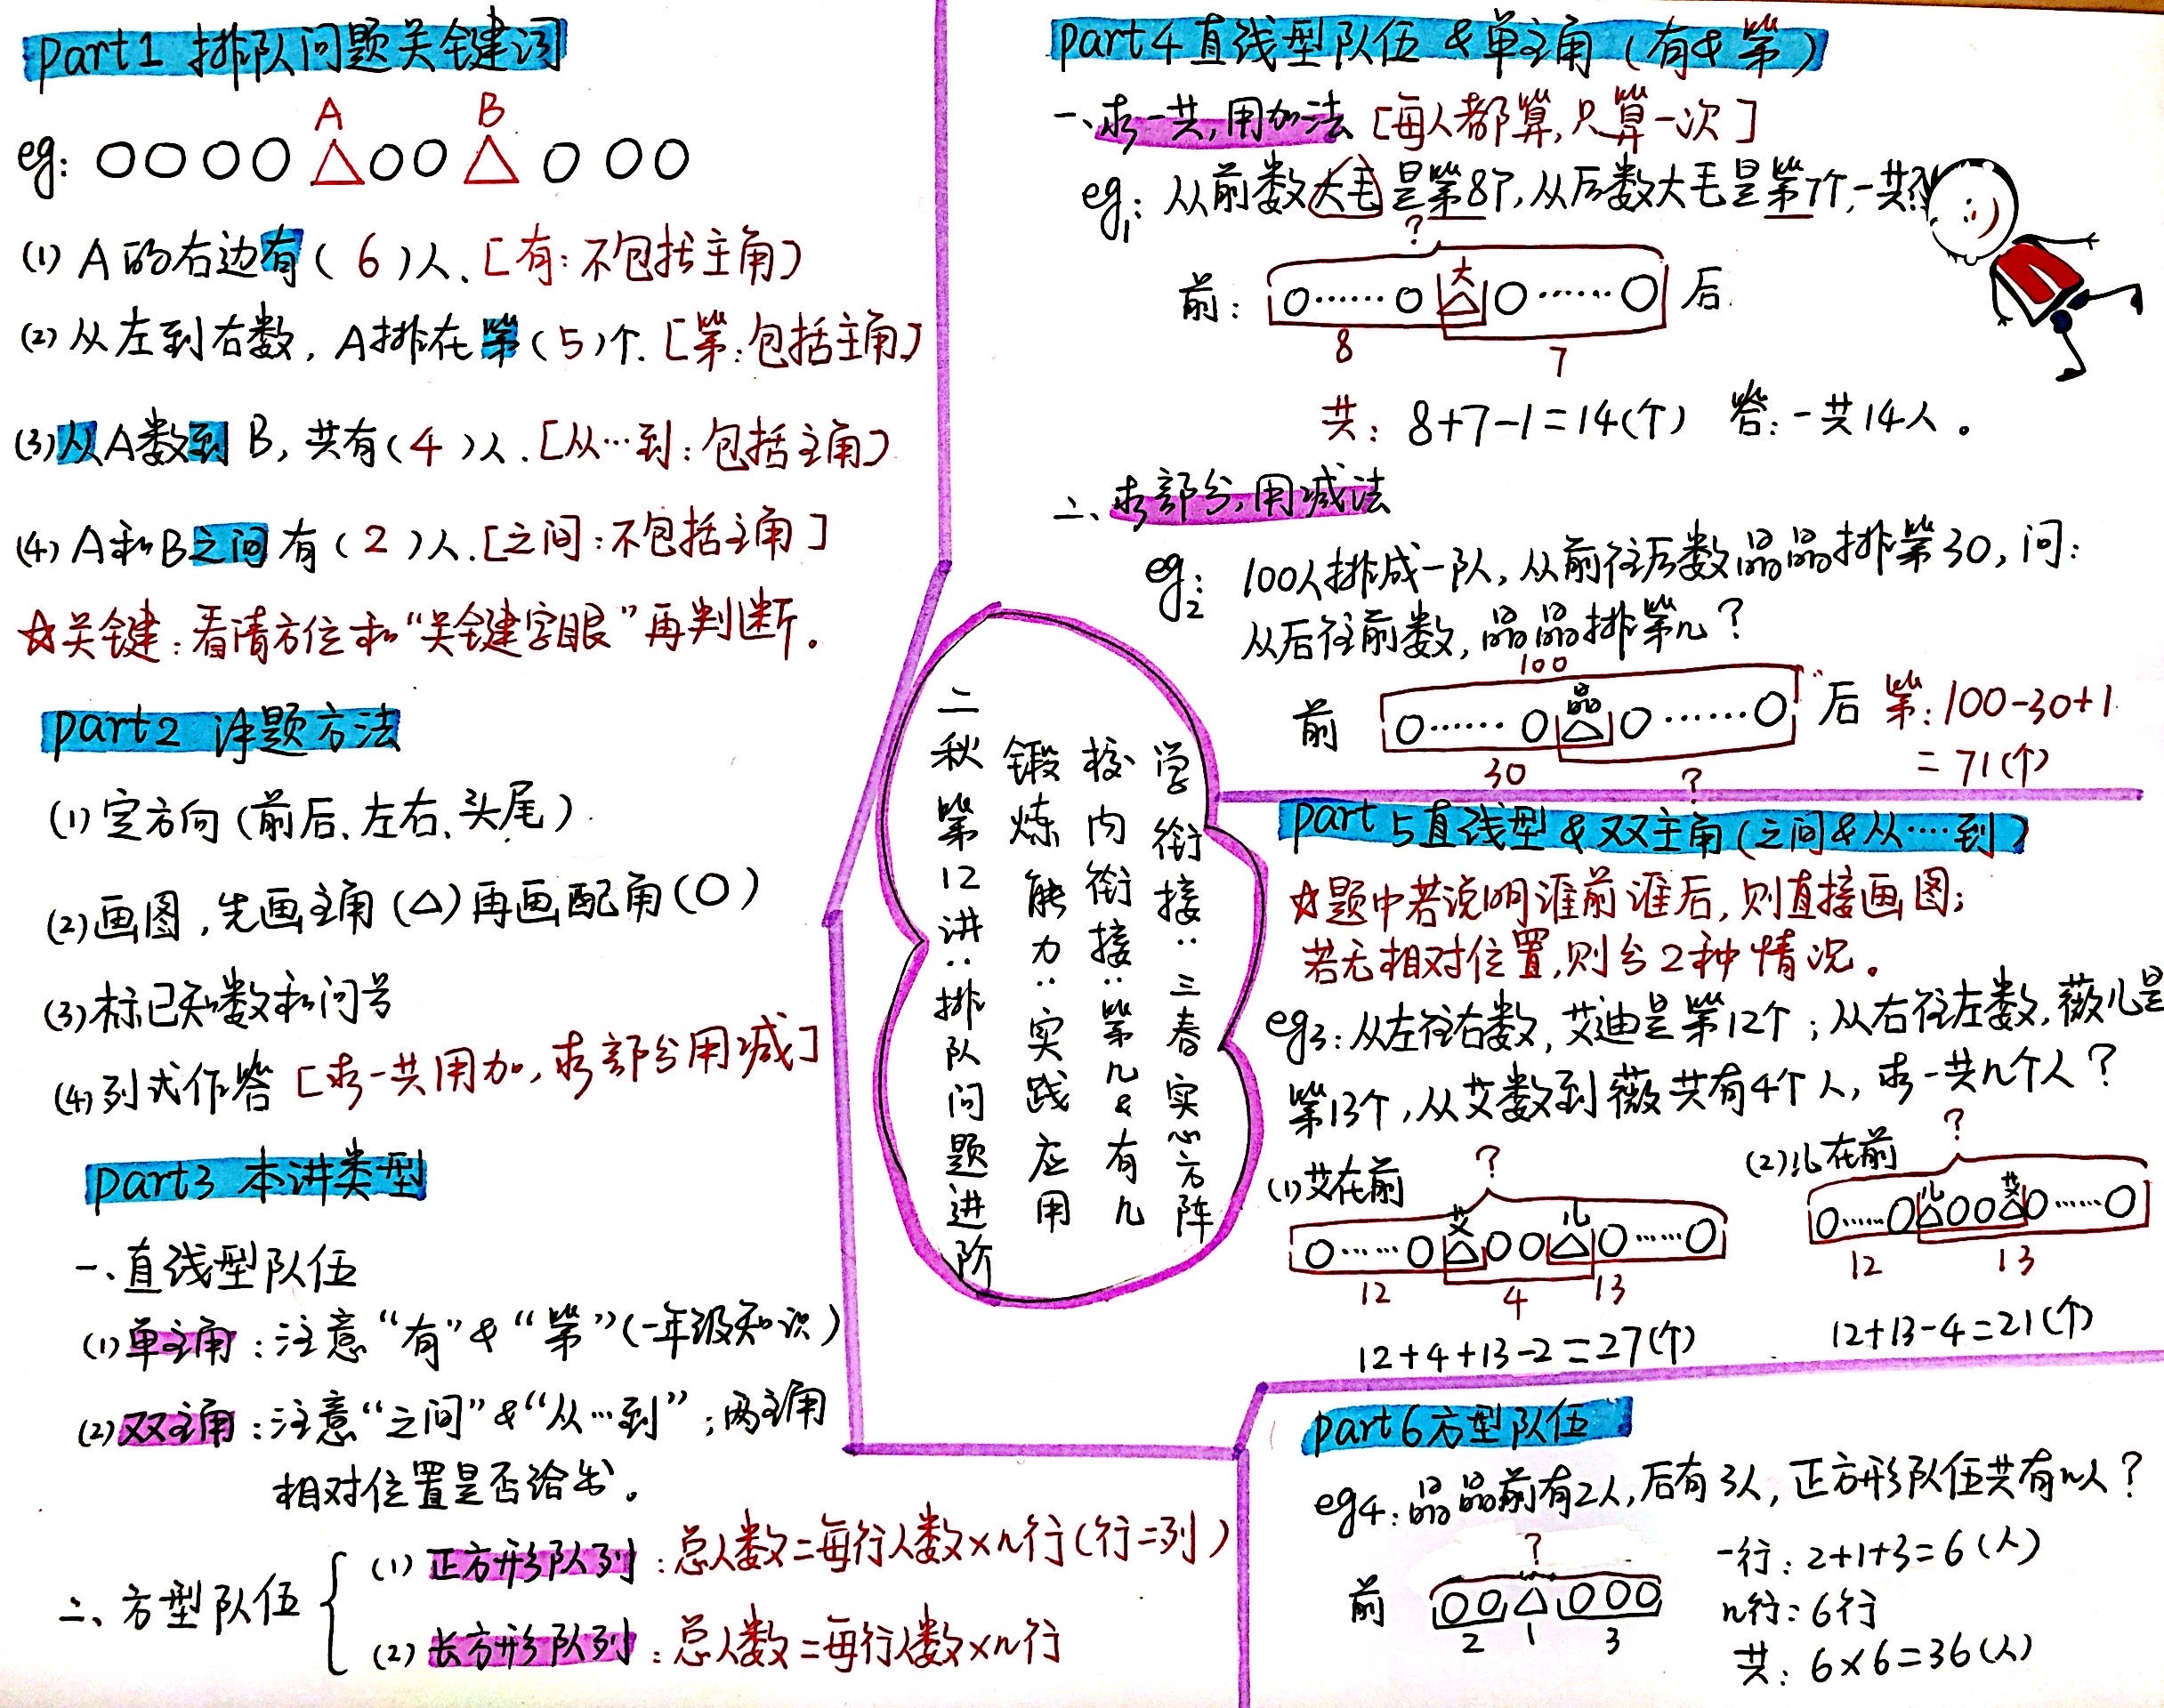 part1 排队问题关键词
A B
eg: ○○○○△○○△○○○
(1) A的右边有(6)人.[有:不包括主角]
(2) 从左到右数, A排在第(5)个.[第:包括主角]
(3) 从A数到B, 共有(4)人.[从…到:包括主角]
(4) A和B之间有(2)人.[之间:不包括主角]
☆关键:看清方位和“关键字眼”再判断。
part2 决题方法
(1) 定方向(前后、左右、头尾).
(2) 画图,先画主角(△)再画配角(○)
(3) 标已知数和问号
(4) 列式作答 [求一共用加,求部分用减]
part3 本讲类型
一、直线型队伍
(1) 单主角:注意“有”&“第”(一年级知识)
(2) 双主角:注意“之间”&“从…到”;两主角
相对位置是否给出。
二、方型队伍
(1) 正方形队列:总人数=每行人数×n行(行=列)
(2) 长方形队列:总人数=每行人数×n行
二秋第12讲:排队问题进阶
锻炼能力:实践应用
校内衔接:第几&有几
学衔接:三春实心方阵
part4 直线型队伍 & 单主角 (有&第)
一、求一共,用加法 [每人都算,只算一次]
eg1: 从前数大毛是第8个,从后数大毛是第7个,一共?
?
前: ○……○ 大 △ ○……○ 后.
8 7
共: 8+7-1=14(个) 答:一共14人。
二、求部分,用减法
eg2: 100人排成一队,从前往后数晶晶排第30,问:
从后往前数,晶晶排第几?
100
前 ○……○ 晶 △ ○……○ 后 第:100-30+1
30 ? =71(个)
part 5 直线型 & 双主角 (之间&从……到)
☆题中若说明谁前谁后,则直接画图;
若无相对位置,则分2种情况。
eg3: 从左往右数,艾迪是第12个;从右往左数,薇儿是
第13个,从艾数到薇共有4个人,求一共几个人?
(1) 艾在前 ?
○……○ 艾 △○○ 儿 △○……○
12 4 13
12+4+13-2=27(个)
(2) 儿在前 ?
○……○ 儿 △○○ 艾 △○……○
12 13
12+13-4=21(个)
part6 方型队伍
eg4: 晶晶前有2人,后有3人,正方形队伍共有n人?
?
前 ○○△○○○
2 1 3
一行: 2+1+3=6(人)
n行: 6行
共: 6×6=36(人)